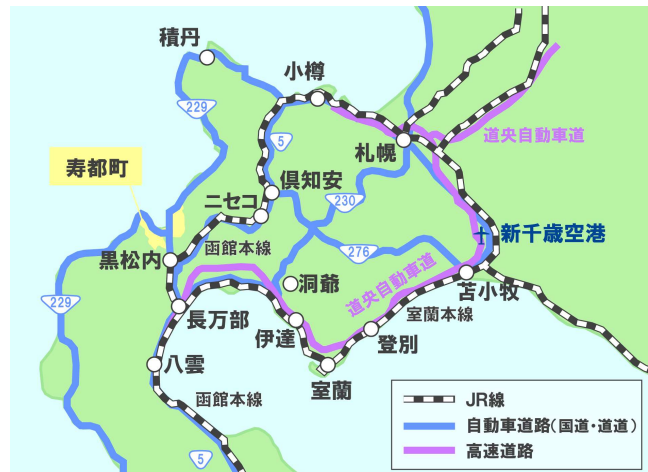 積丹
小樽
229
5
札幌
道央自動車道
寿都町
倶知安
ニセコ
230
新千歳空港
函館本線
276
黒松内
洞爺
道央自動車道
苫小牧
229
長万部
室蘭本線
伊達
登別
八雲
室蘭
函館本線
5
JR線
自動車道路(国道・道道)
高速道路